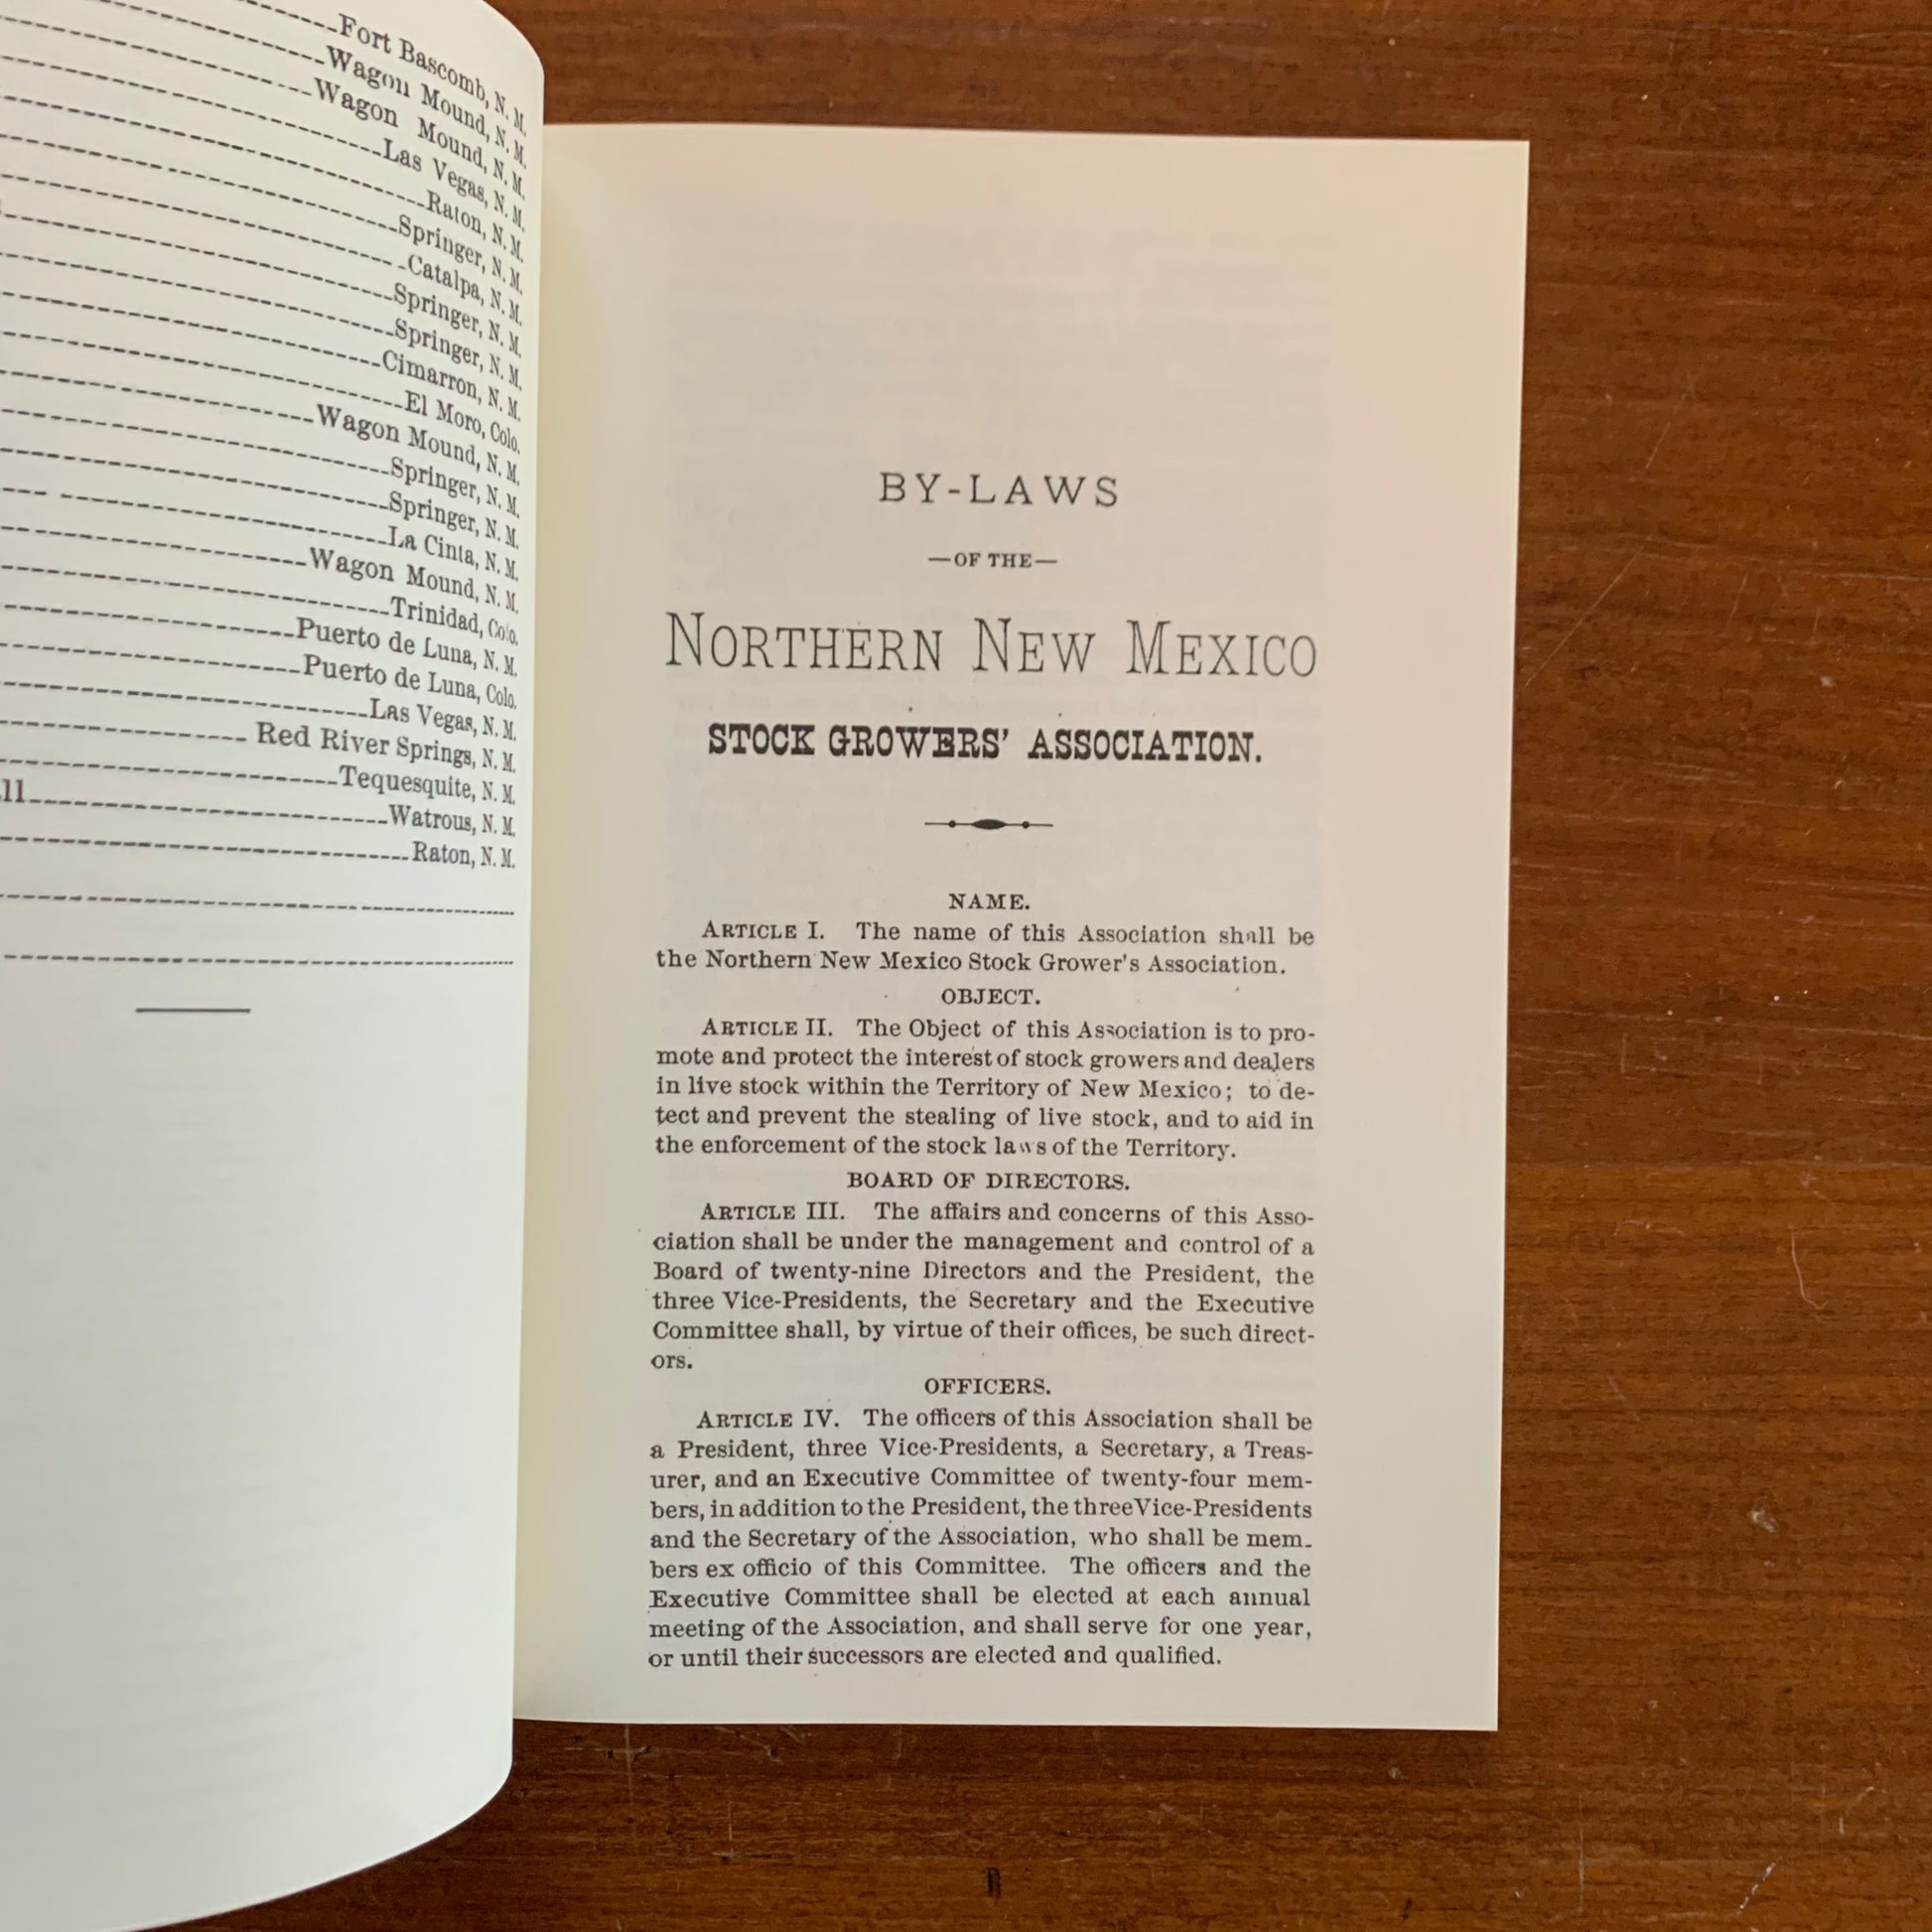 Fort Bascomb, N. M.
Wagon Mound, N. M.
Wagon Mound, N. M.
Las Vegas, N. M.
Raton, N. M.
Springer, N. M.
Catalpa, N. M.
Springer, N. M.
Springer, N. M.
Cimarron, N. M.
El Moro, Colo.
Wagon Mound, N. M.
Springer, N. M.
Springer, N. M.
La Cinta, N. M.
Wagon Mound, N. M.
Trinidad, Colo.
Puerto de Luna, N. M.
Puerto de Luna, Colo.
Las Vegas, N. M.
Red River Springs, N. M.
Tequesquite, N. M.
ll Watrous, N. M.
Raton, N. M.
BY-LAWS
—OF THE—
NORTHERN NEW MEXICO
STOCK GROWERS' ASSOCIATION.
NAME.
ARTICLE I. The name of this Association shall be
the Northern New Mexico Stock Grower's Association.
OBJECT.
ARTICLE II. The Object of this Association is to pro-
mote and protect the interest of stock growers and dealers
in live stock within the Territory of New Mexico; to de-
tect and prevent the stealing of live stock, and to aid in
the enforcement of the stock laws of the Territory.
BOARD OF DIRECTORS.
ARTICLE III. The affairs and concerns of this Asso-
ciation shall be under the management and control of a
Board of twenty-nine Directors and the President, the
three Vice-Presidents, the Secretary and the Executive
Committee shall, by virtue of their offices, be such direct-
ors.
OFFICERS.
ARTICLE IV. The officers of this Association shall be
a President, three Vice-Presidents, a Secretary, a Treas-
urer, and an Executive Committee of twenty-four mem-
bers, in addition to the President, the three Vice-Presidents
and the Secretary of the Association, who shall be mem-
bers ex officio of this Committee. The officers and the
Executive Committee shall be elected at each annual
meeting of the Association, and shall serve for one year,
or until their successors are elected and qualified.